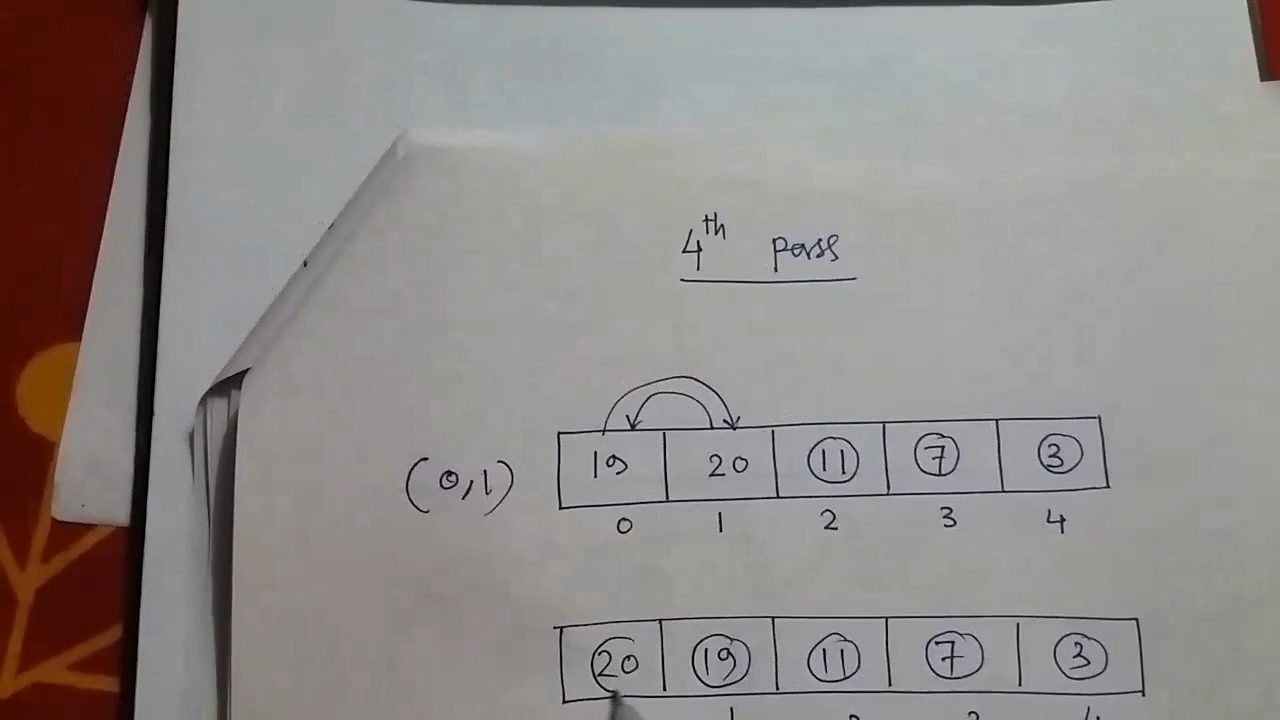 4th pass
(0,1) 19 20 11 7 3
0 1 2 3 4
20 19 11 7 3